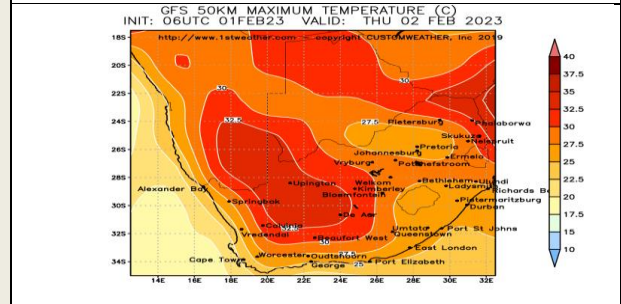 GFS 50KM MAXIMUM TEMPERATURE (C)
INIT: 06UTC 01FEB23 VALID: THU 02 FEB 2023
http://www.1stweather.com copyright CUSTOMWEATHER, Inc 2019
18S
20S
22S
24S
26S
28S
30S
32S
34S
14E 16E 18E 20E 22E 24E 26E 28E 30E 32E
30
30
32.5
27.5
30
27.5
25
Pietersburg
Phalaborwa
Skukuza
Nelspruit
Pretoria
Johannesburg
Ermelo
Vryburg
Potchefstroom
Welkom
Bethlehem
Ulundi
Upington
Kimberley
Ladysmith
Richards B
Alexander Bay
Bloemfontein
Springbok
Pietermaritzburg
Durban
De Aar
Calvinia
Umtata
Port St Johns
Vredendal
Beaufort West
Queenstown
East London
Cape Town
Worcester
Oudtshoorn
George
Port Elizabeth
40
37.5
35
32.5
30
27.5
25
22.5
20
17.5
15
10